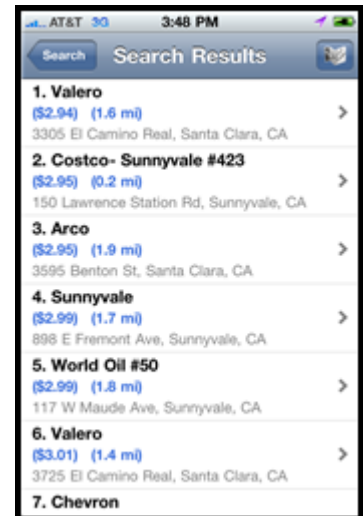 AT&T 3G 3:48 PM
Search Search Results
1. Valero
($2.94) (1.6 mi)
3305 El Camino Real, Santa Clara, CA
2. Costco- Sunnyvale #423
($2.95) (0.2 mi)
150 Lawrence Station Rd, Sunnyvale, CA
3. Arco
($2.95) (1.9 mi)
3595 Benton St, Santa Clara, CA
4. Sunnyvale
($2.99) (1.7 mi)
898 E Fremont Ave, Sunnyvale, CA
5. World Oil #50
($2.99) (1.8 mi)
117 W Maude Ave, Sunnyvale, CA
6. Valero
($3.01) (1.4 mi)
3725 El Camino Real, Santa Clara, CA
7. Chevron